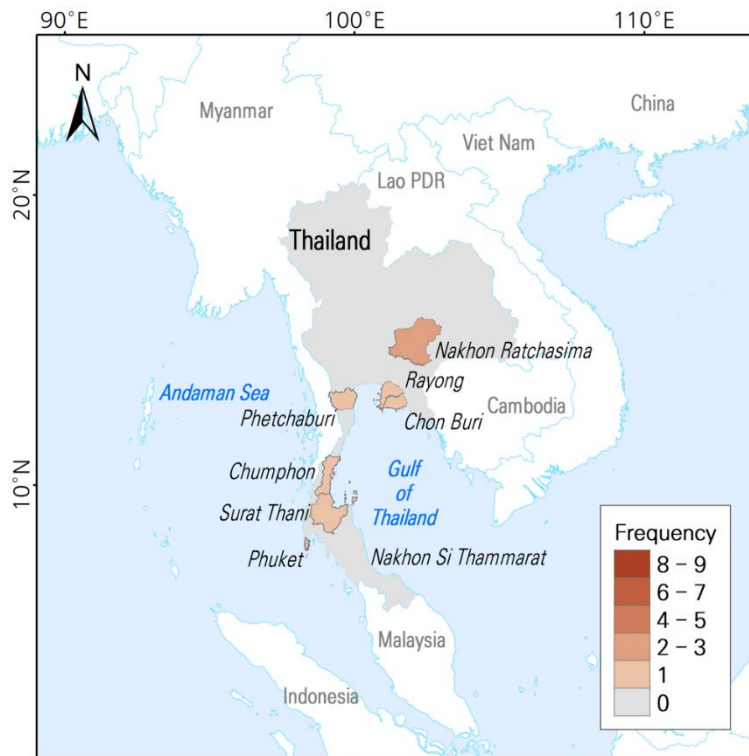 90°E
100°E
110°E
N
Myanmar
China
Viet Nam
Lao PDR
20°N
Thailand
Nakhon Ratchasima
Rayong
Andaman Sea
Phetchaburi
Chon Buri
Cambodia
Chumphon
Gulf
of
Thailand
10°N
Surat Thani
Phuket
Nakhon Si Thammarat
Malaysia
Indonesia
Frequency
8 – 9
6 – 7
4 – 5
2 – 3
1
0